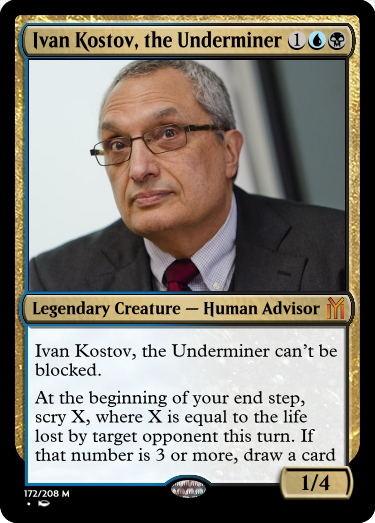 Ivan Kostov, the Underminer 1
Legendary Creature — Human Advisor
Ivan Kostov, the Underminer can't be
blocked.
At the beginning of your end step,
scry X, where X is equal to the life
lost by target opponent this turn. If
that number is 3 or more, draw a card
1/4
172/208 M